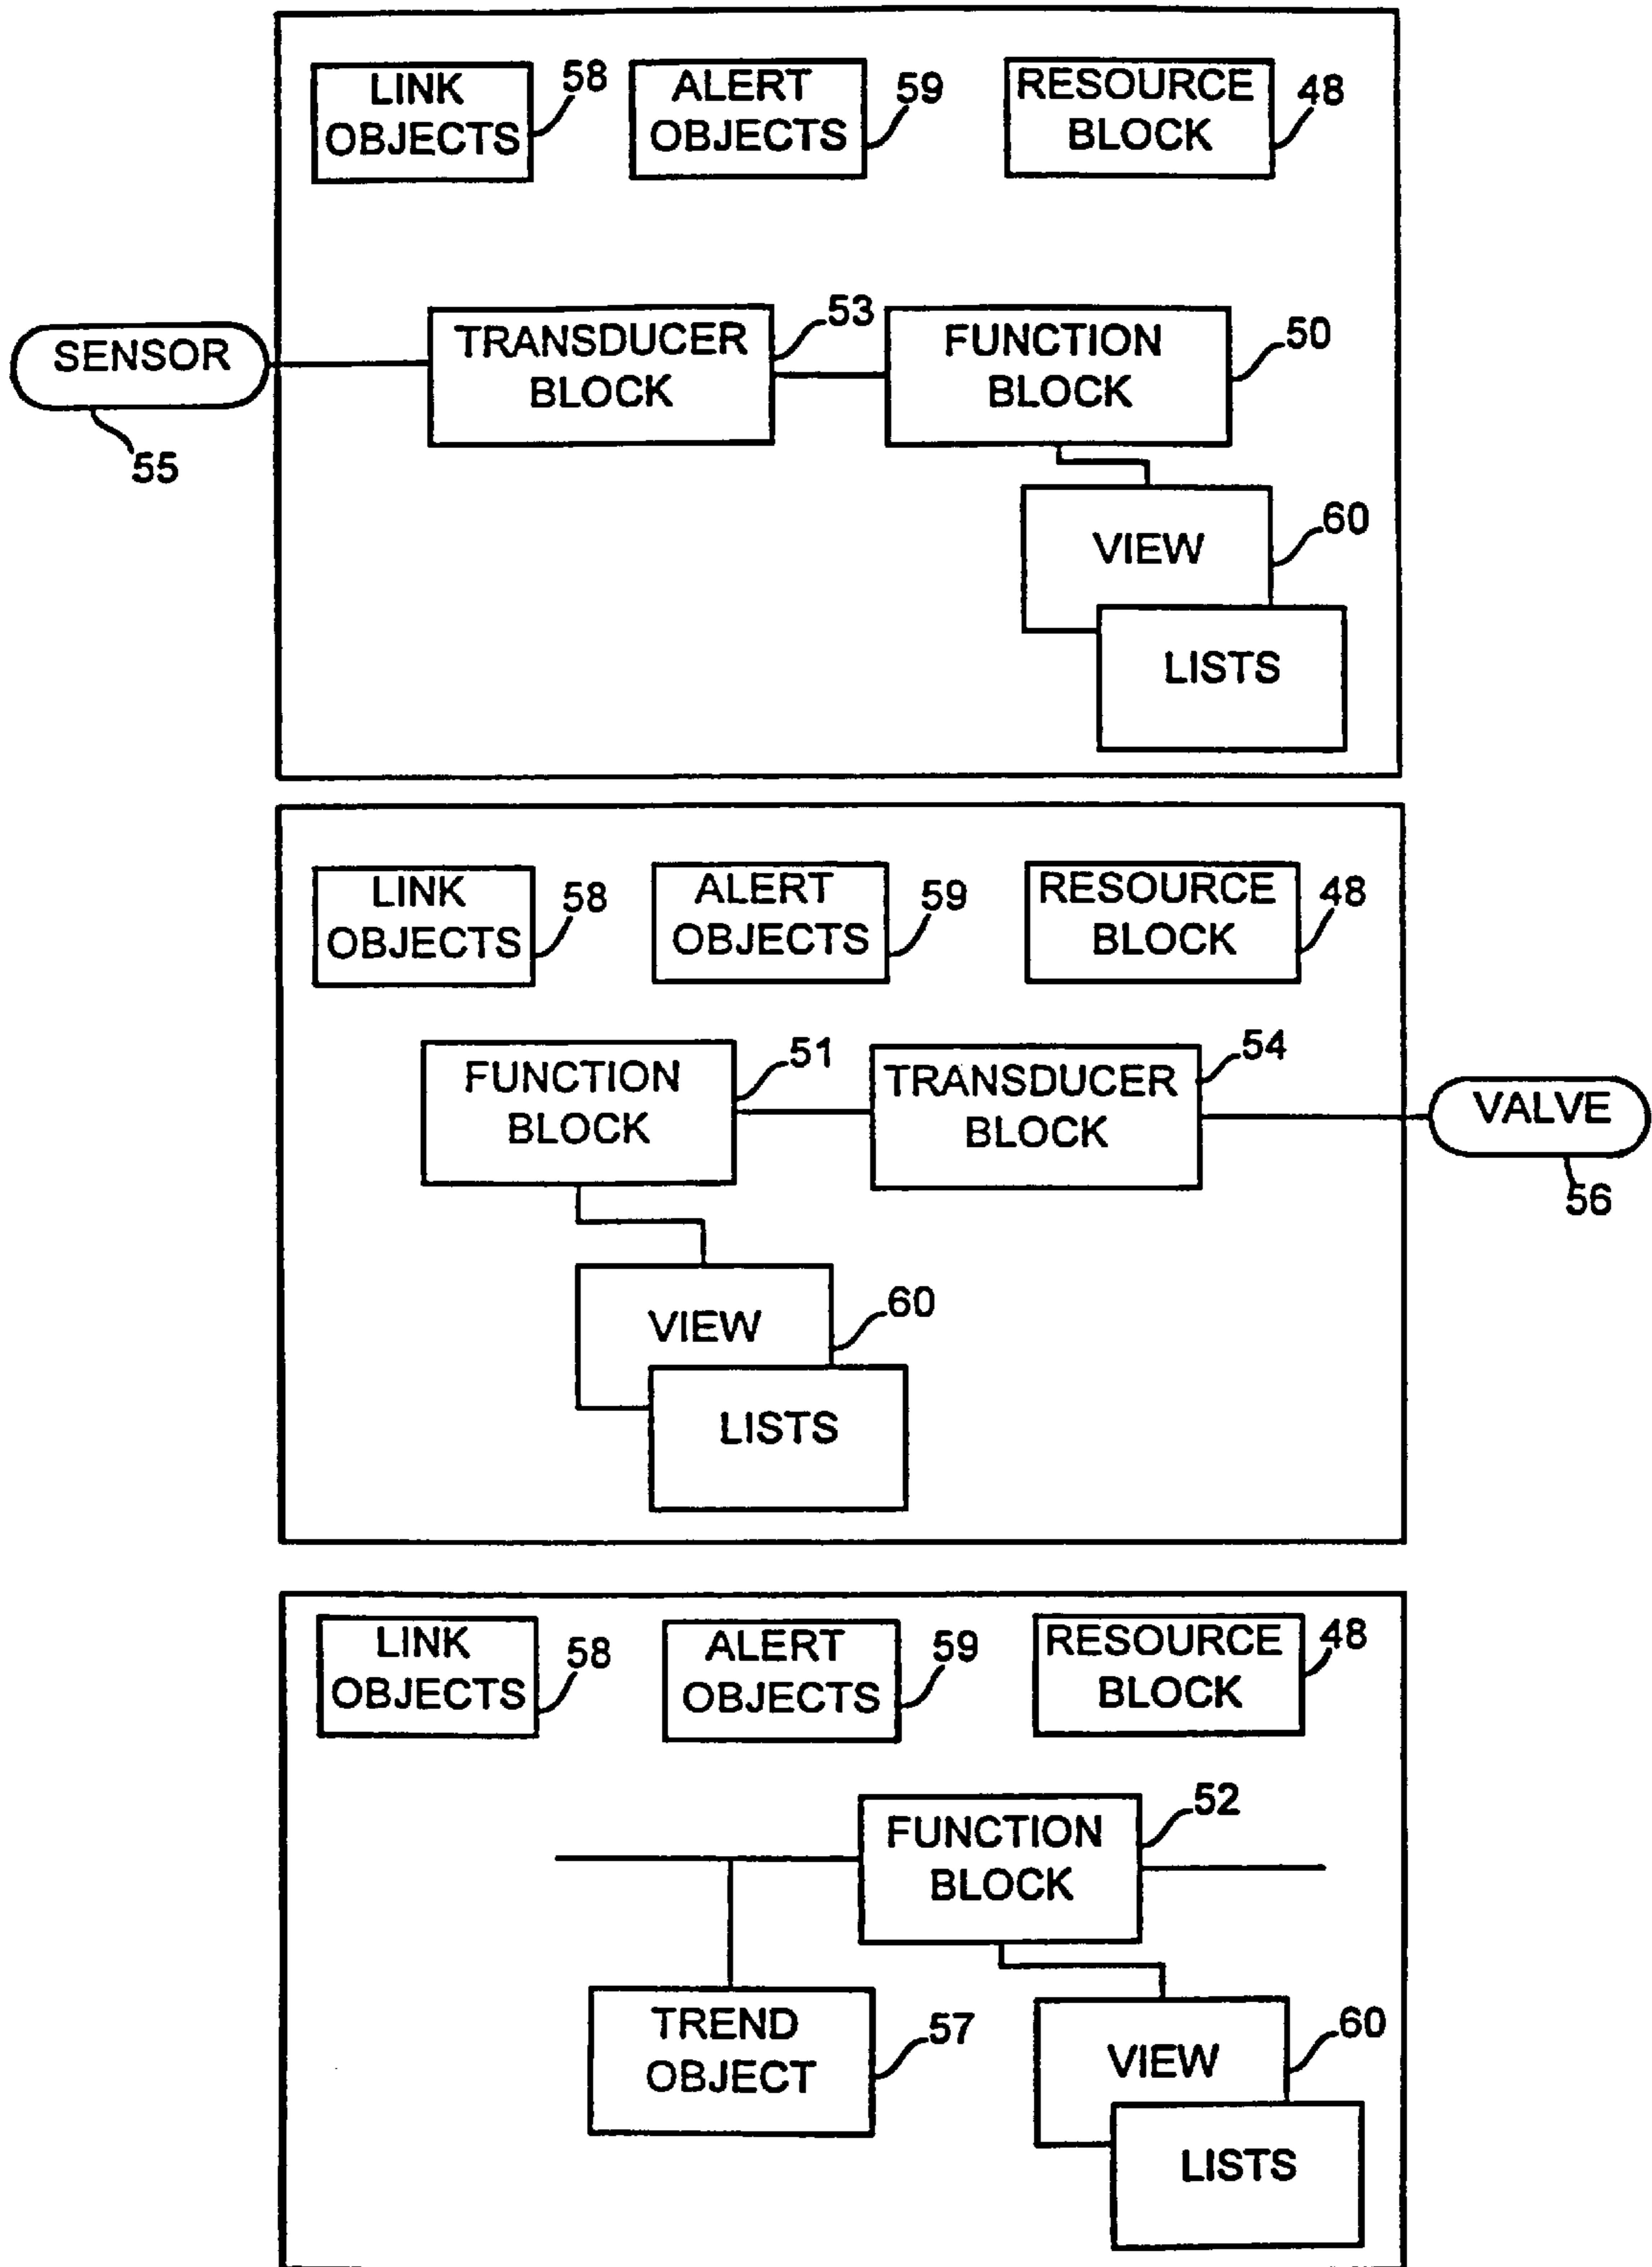 LINK
OBJECTS
58
ALERT
OBJECTS
59
RESOURCE
BLOCK
48
SENSOR
55
TRANSDUCER
BLOCK
53
FUNCTION
BLOCK
50
VIEW
60
LISTS
LINK
OBJECTS
58
ALERT
OBJECTS
59
RESOURCE
BLOCK
48
FUNCTION
BLOCK
51
TRANSDUCER
BLOCK
54
VALVE
56
VIEW
60
LISTS
LINK
OBJECTS
58
ALERT
OBJECTS
59
RESOURCE
BLOCK
48
FUNCTION
BLOCK
52
TREND
OBJECT
57
VIEW
60
LISTS